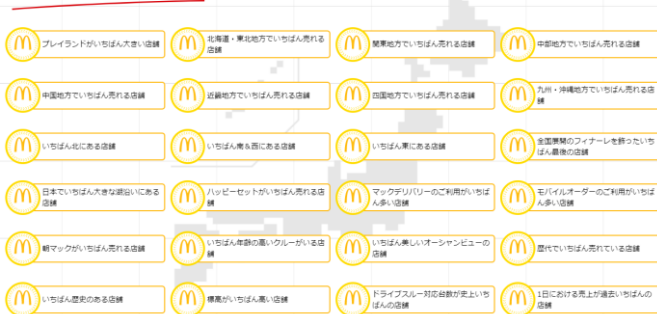 プレイランドがいちばん大きい店舗
北海道・東北地方でいちばん売れる
店舗
関東地方でいちばん売れる店舗
中部地方でいちばん売れる店舗
中国地方でいちばん売れる店舗
近畿地方でいちばん売れる店舗
四国地方でいちばん売れる店舗
九州・沖縄地方でいちばん売れる店
舗
いちばん北にある店舗
いちばん南&西にある店舗
いちばん東にある店舗
全国展開のフィナーレを飾ったいち
ばん最後の店舗
日本でいちばん大きな湖沿いにある
店舗
ハッピーセットがいちばん売れる店
舗
マックデリバリーのご利用がいちば
ん多い店舗
モバイルオーダーのご利用がいちば
ん多い店舗
朝マックがいちばん売れる店舗
いちばん年齢の高いクルーがいる店
舗
いちばん美しいオーシャンビューの
店舗
歴代でいちばん売れている店舗
いちばん歴史のある店舗
標高がいちばん高い店舗
ドライブスルー対応台数が史上いち
ばんの店舗
1日における売上が過去いちばんの
店舗